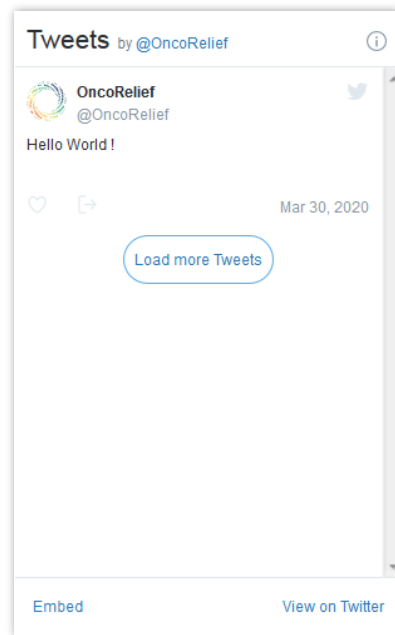 Tweets by @OncoRelief
OncoRelief
@OncoRelief
Hello World !
Mar 30, 2020
Load more Tweets
Embed
View on Twitter